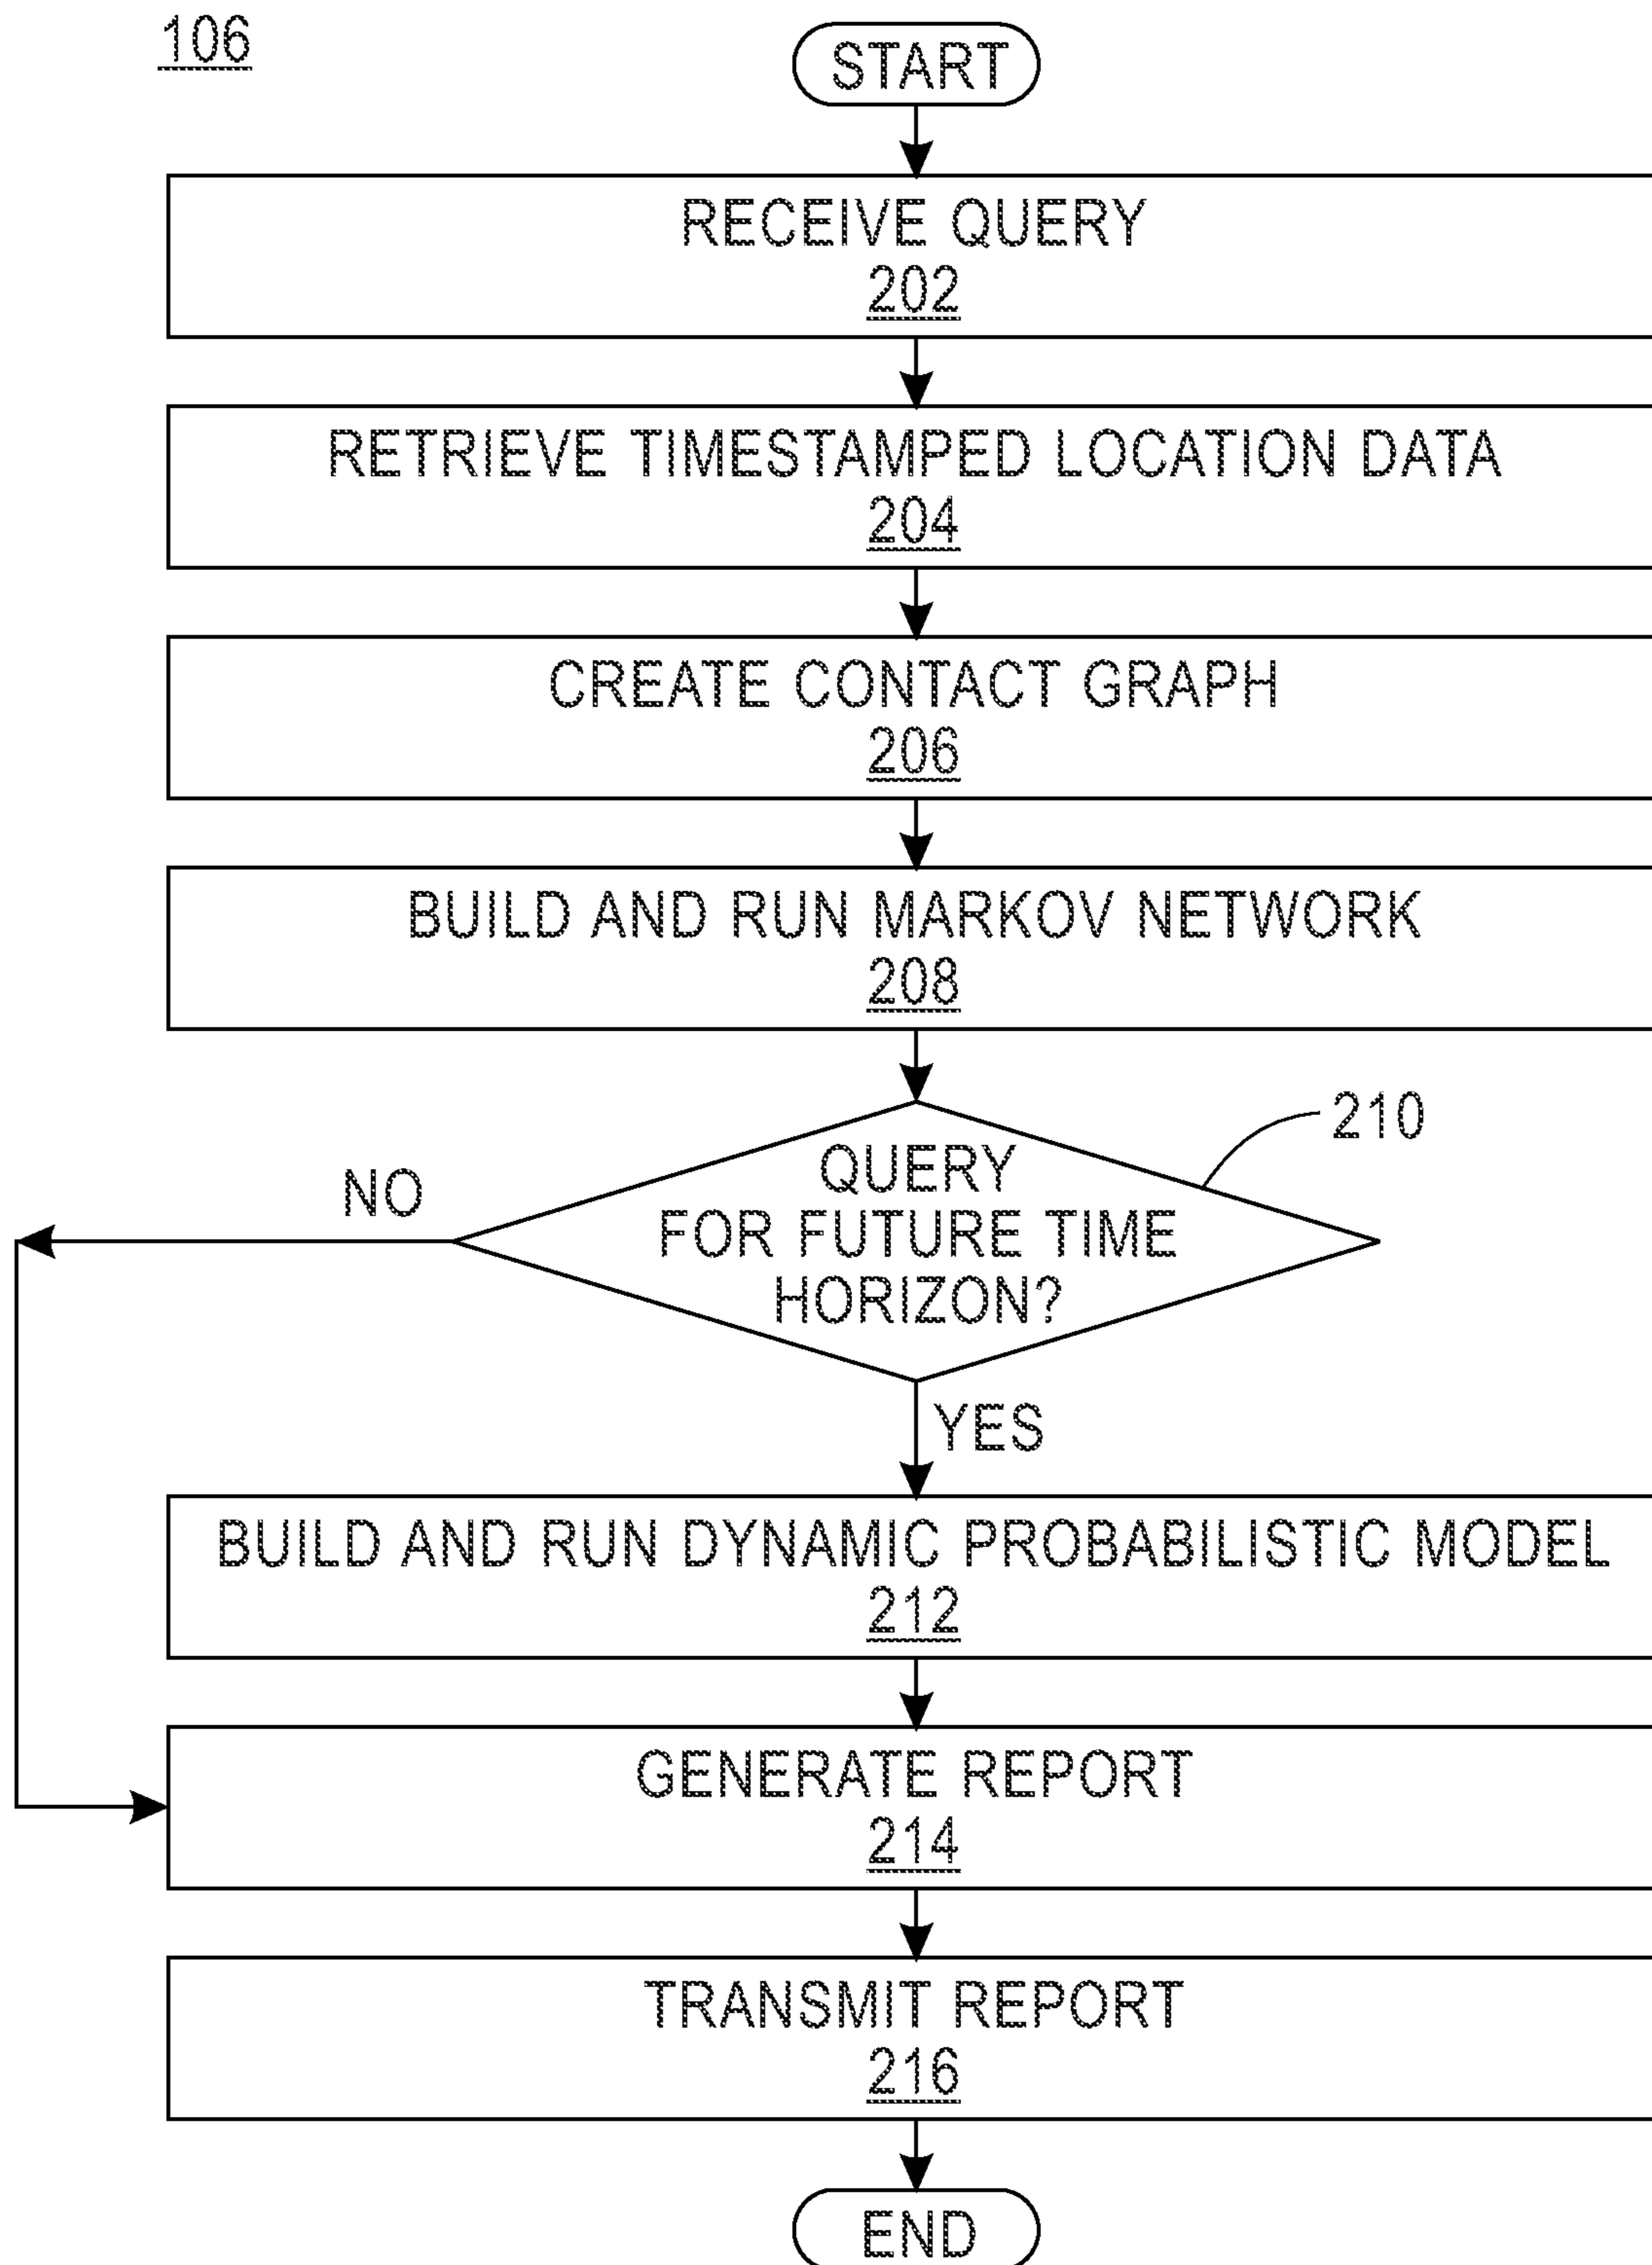 106
START
RECEIVE QUERY
202
RETRIEVE TIMESTAMPED LOCATION DATA
204
CREATE CONTACT GRAPH
206
BUILD AND RUN MARKOV NETWORK
208
210
QUERY
FOR FUTURE TIME
HORIZON?
NO
YES
BUILD AND RUN DYNAMIC PROBABILISTIC MODEL
212
GENERATE REPORT
214
TRANSMIT REPORT
216
END